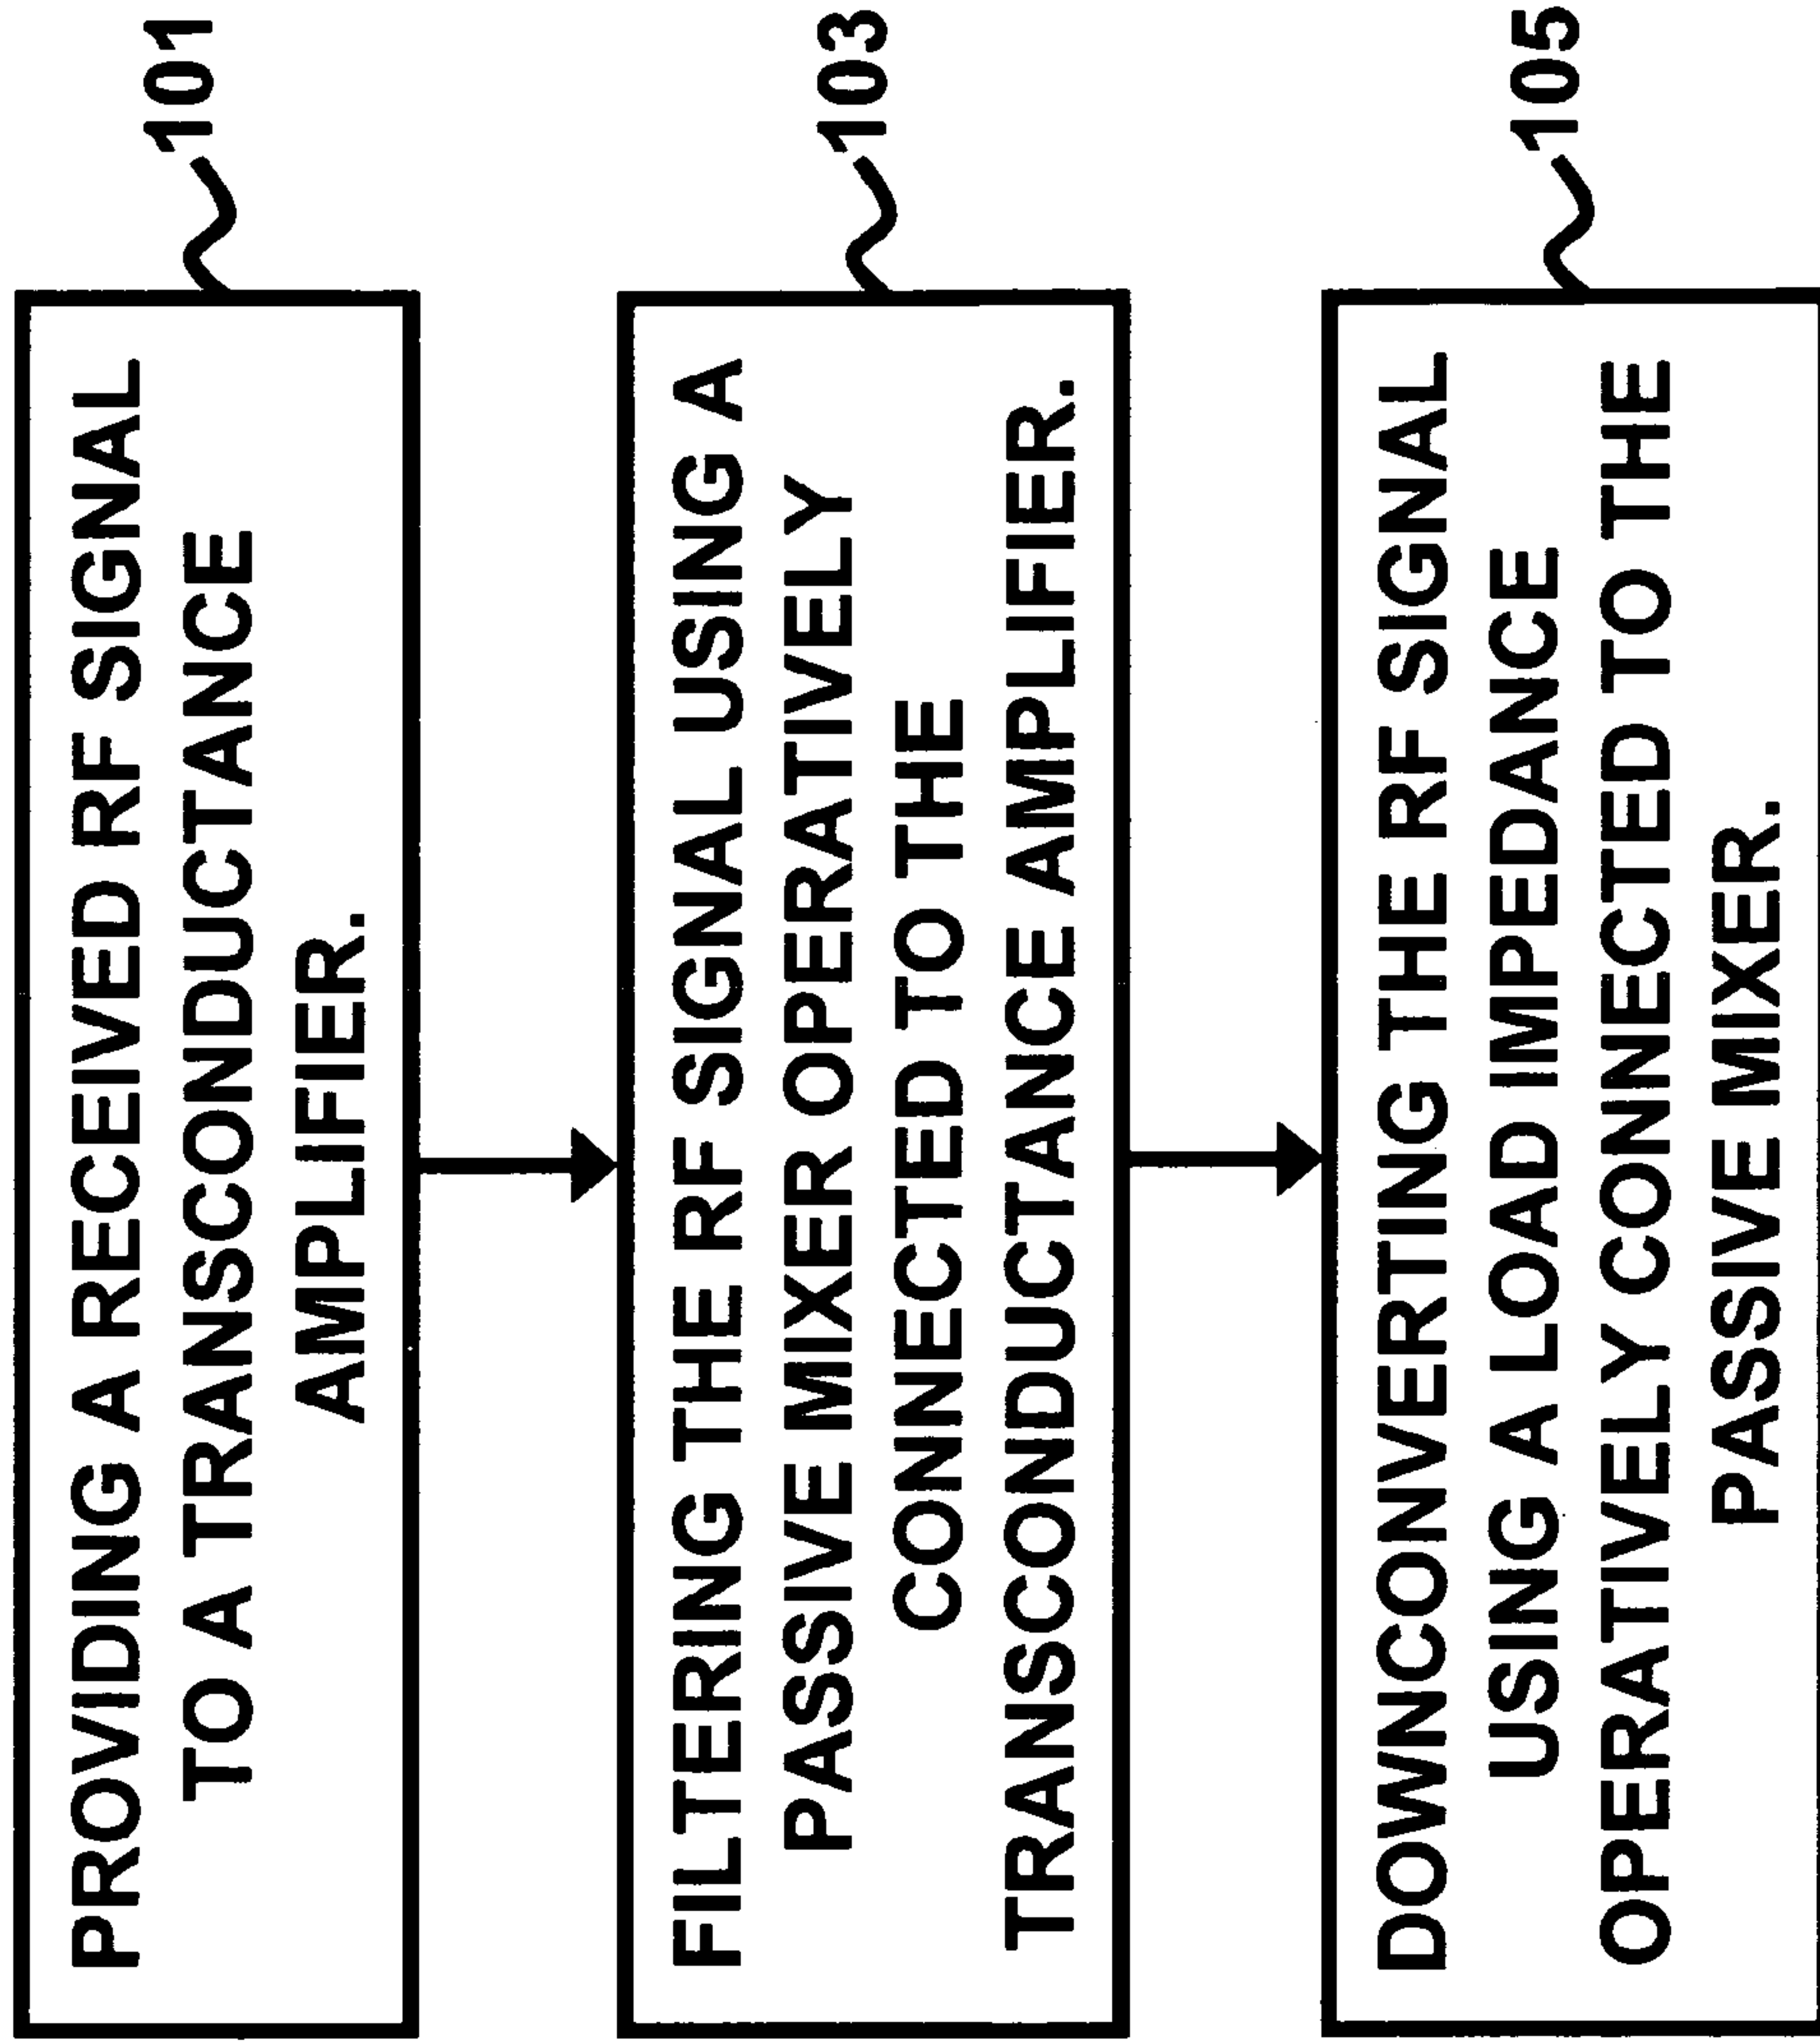 PROVIDING A RECEIVED RF SIGNAL
TO A TRANSCONDUCTANCE
AMPLIFIER.
101
FILTERING THE RF SIGNAL USING A
PASSIVE MIXER OPERATIVELY
CONNECTED TO THE
TRANSCONDUCTANCE AMPLIFIER.
103
DOWNCONVERTING THE RF SIGNAL
USING A LOAD IMPEDANCE
OPERATIVELY CONNECTED TO THE
PASSIVE MIXER.
105